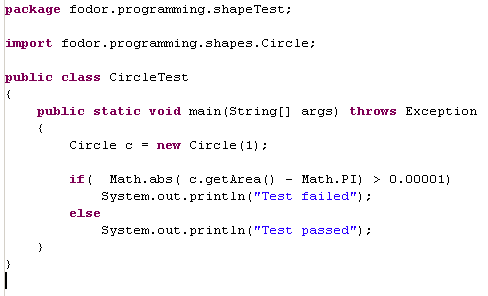 package fodor.programming.shapeTest;
import fodor.programming.shapes.Circle;
public class CircleTest
{
public static void main(String[] args) throws Exception
{
Circle c = new Circle(1);
if(  Math.abs( c.getArea() - Math.PI) > 0.00001)
System.out.println("Test failed");
else
System.out.println("Test passed");
}
}